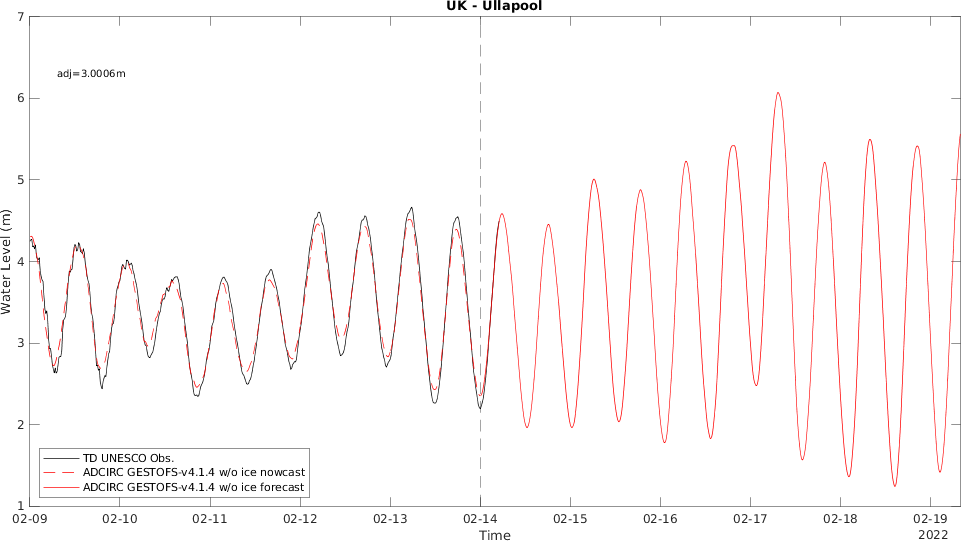 UK - Ullapool
7
adj=3.0006m
6
5
4
Water Level (m)
3
2
TD UNESCO Obs.
ADCIRC GESTOFS-v4.1.4 w/o ice nowcast
ADCIRC GESTOFS-v4.1.4 w/o ice forecast
1
02-09 02-10 02-11 02-12 02-13 02-14 02-15 02-16 02-17 02-18 02-19
Time
2022